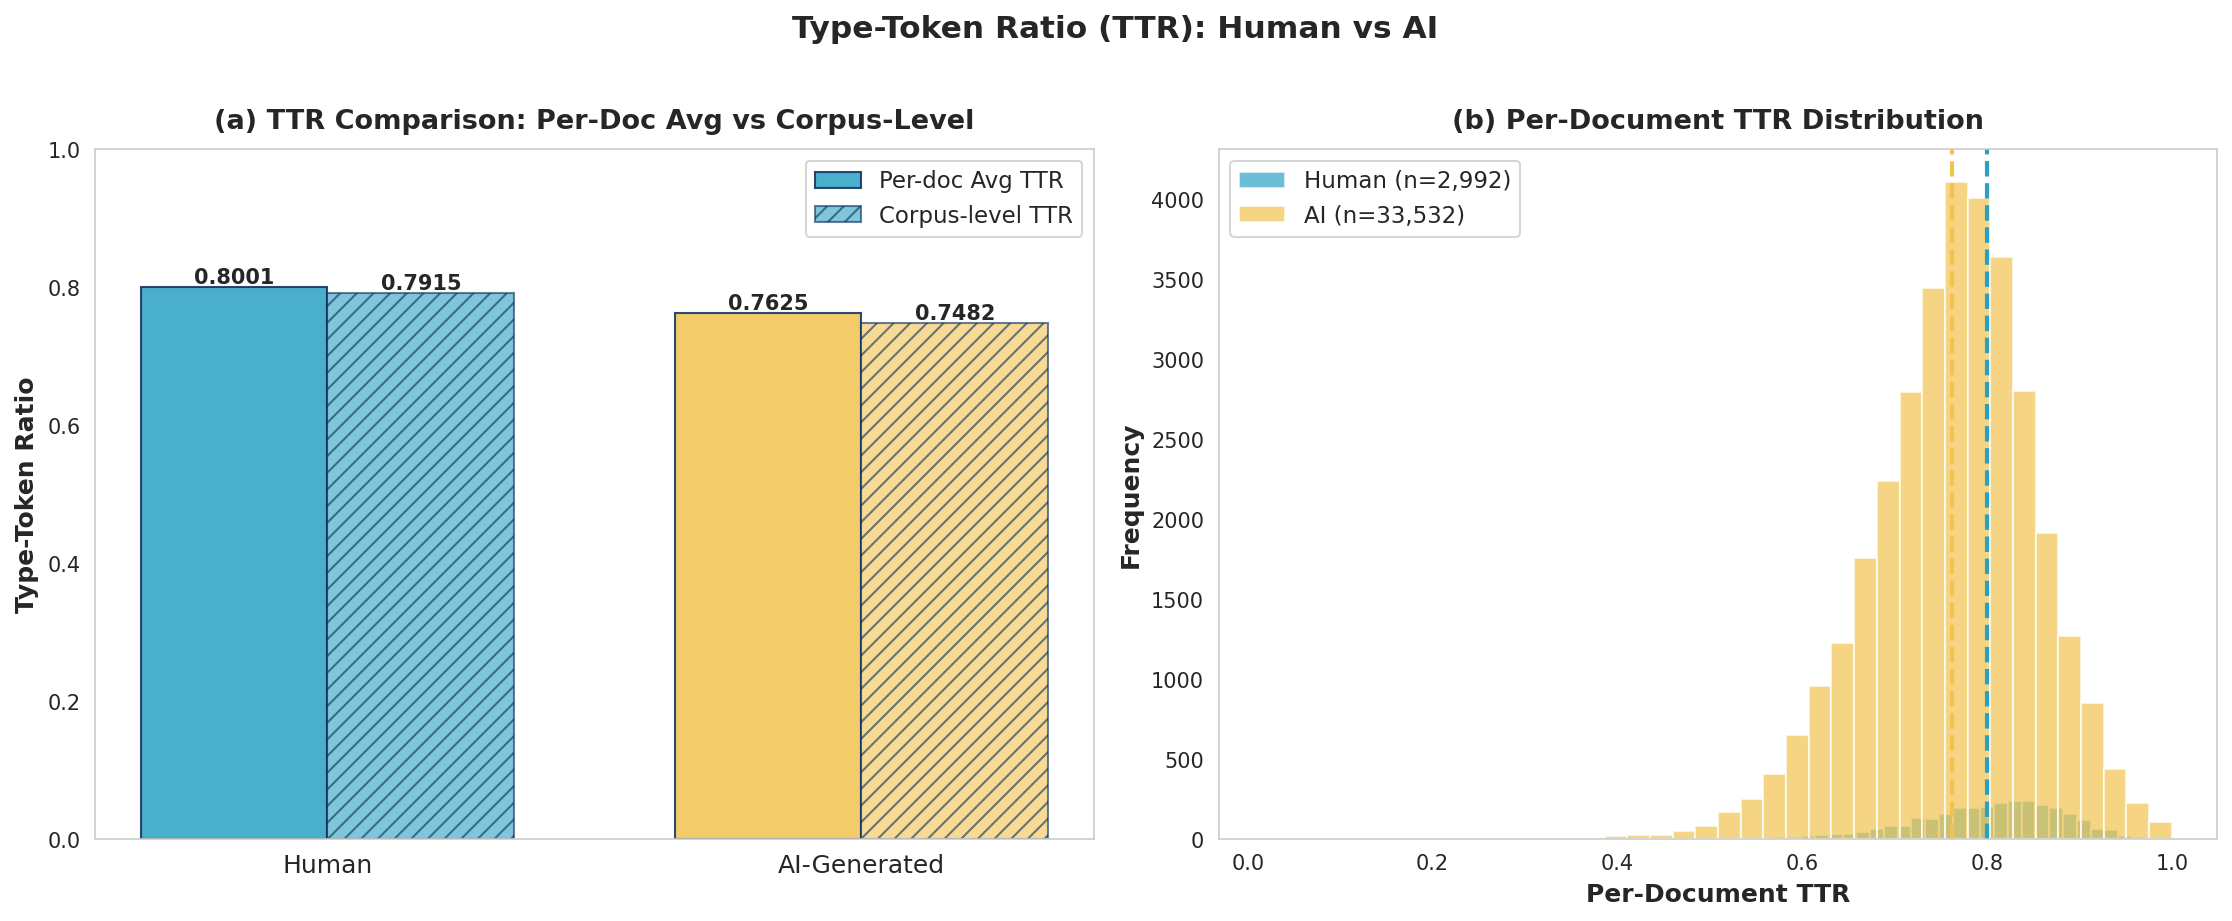 Type-Token Ratio (TTR): Human vs AI
(a) TTR Comparison: Per-Doc Avg vs Corpus-Level
Type-Token Ratio
1.0
0.8
0.6
0.4
0.2
0.0
Per-doc Avg TTR
Corpus-level TTR
0.8001
0.7915
0.7625
0.7482
Human
AI-Generated
(b) Per-Document TTR Distribution
Frequency
4000
3500
3000
2500
2000
1500
1000
500
0
Human (n=2,992)
AI (n=33,532)
0.0
0.2
0.4
0.6
0.8
1.0
Per-Document TTR